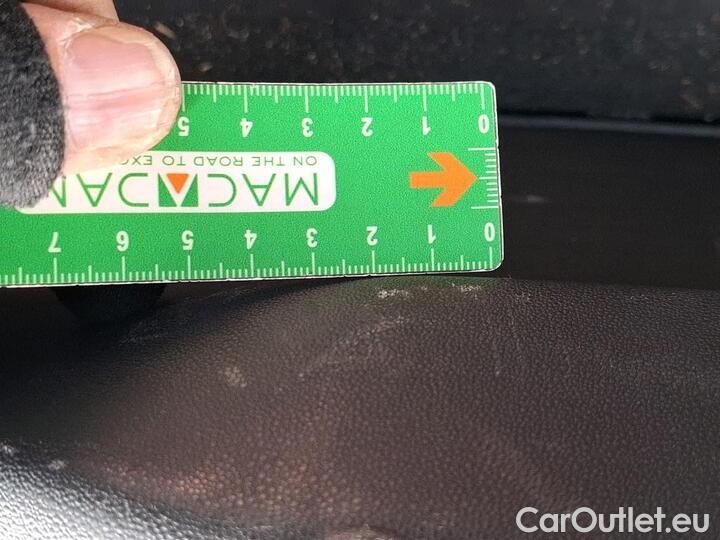 0 1 2 3 4 5
MACADAM
ON THE ROAD TO EXC
0 1 2 3 4 5 6 7
CarOutlet.eu